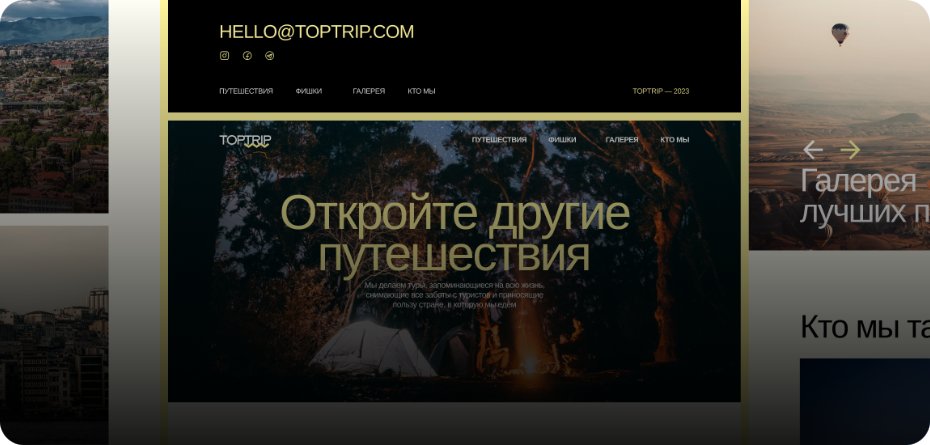 HELLO@TOPTRIP.COM
ПУТЕШЕСТВИЯ ФИШКИ ГАЛЕРЕЯ КТО МЫ TOPTRIP — 2023
TOPTRIP ПУТЕШЕСТВИЯ ФИШКИ ГАЛЕРЕЯ КТО МЫ
Откройте другие
путешествия
Мы делаем туры, запоминающиеся на всю жизнь,
снимающие все заботы с туристов и приносящие
пользу стране, в которую мы едем
Галерея
лучших п
Кто мы та